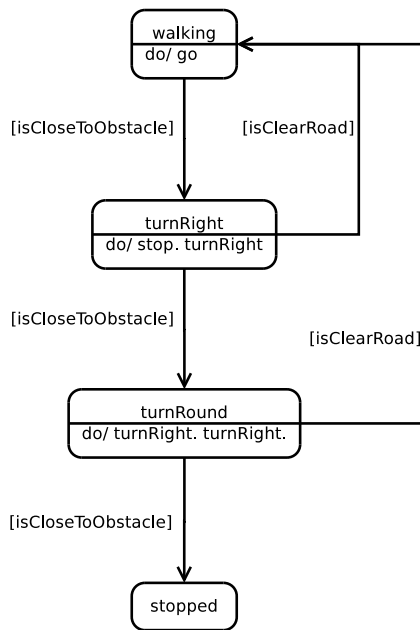 walking
do/ go
[isCloseToObstacle]
[isClearRoad]
turnRight
do/ stop. turnRight
[isCloseToObstacle]
[isClearRoad]
turnRound
do/ turnRight. turnRight.
[isCloseToObstacle]
stopped